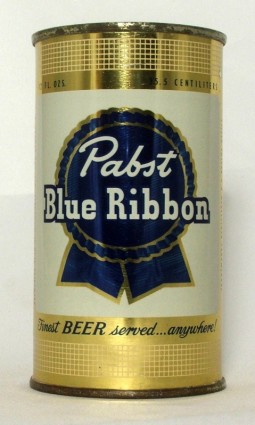 FL. OZS. 35.5 CENTILITERS
Pabst
Blue Ribbon
Finest BEER served...anywhere!